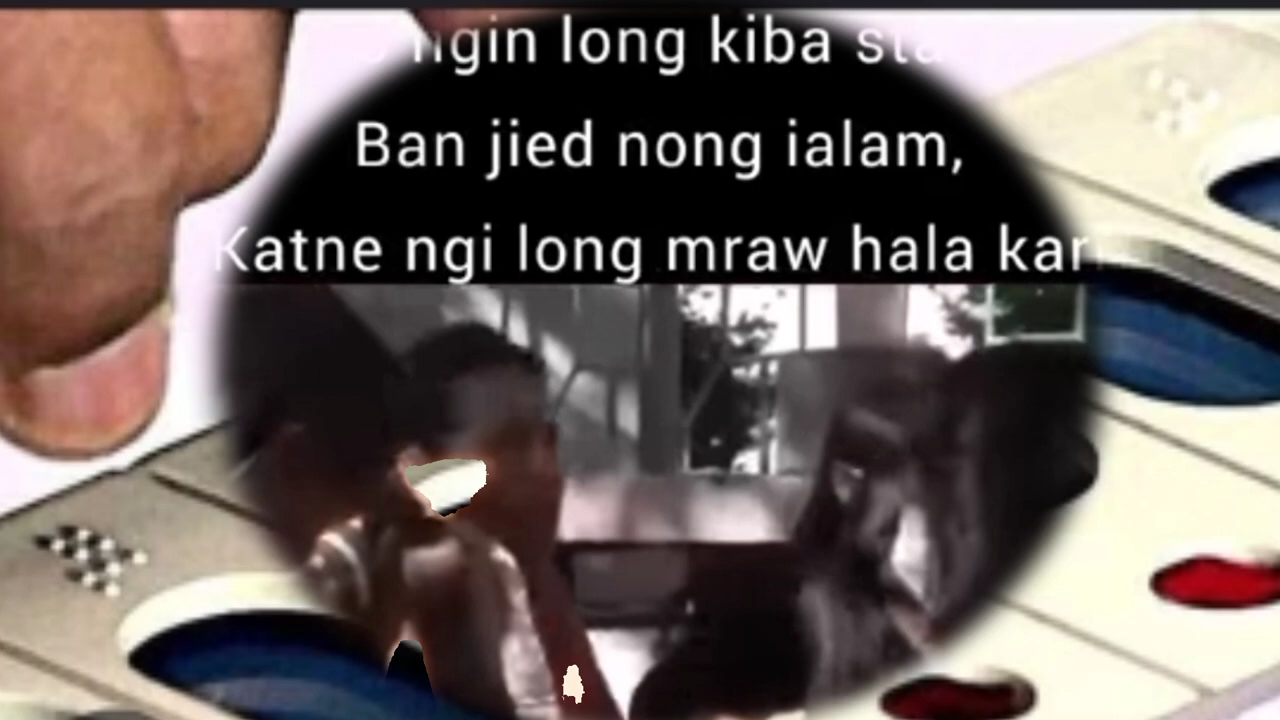 ngin long kiba
Ban jied nong ialam,
Katne ngi long mraw hala